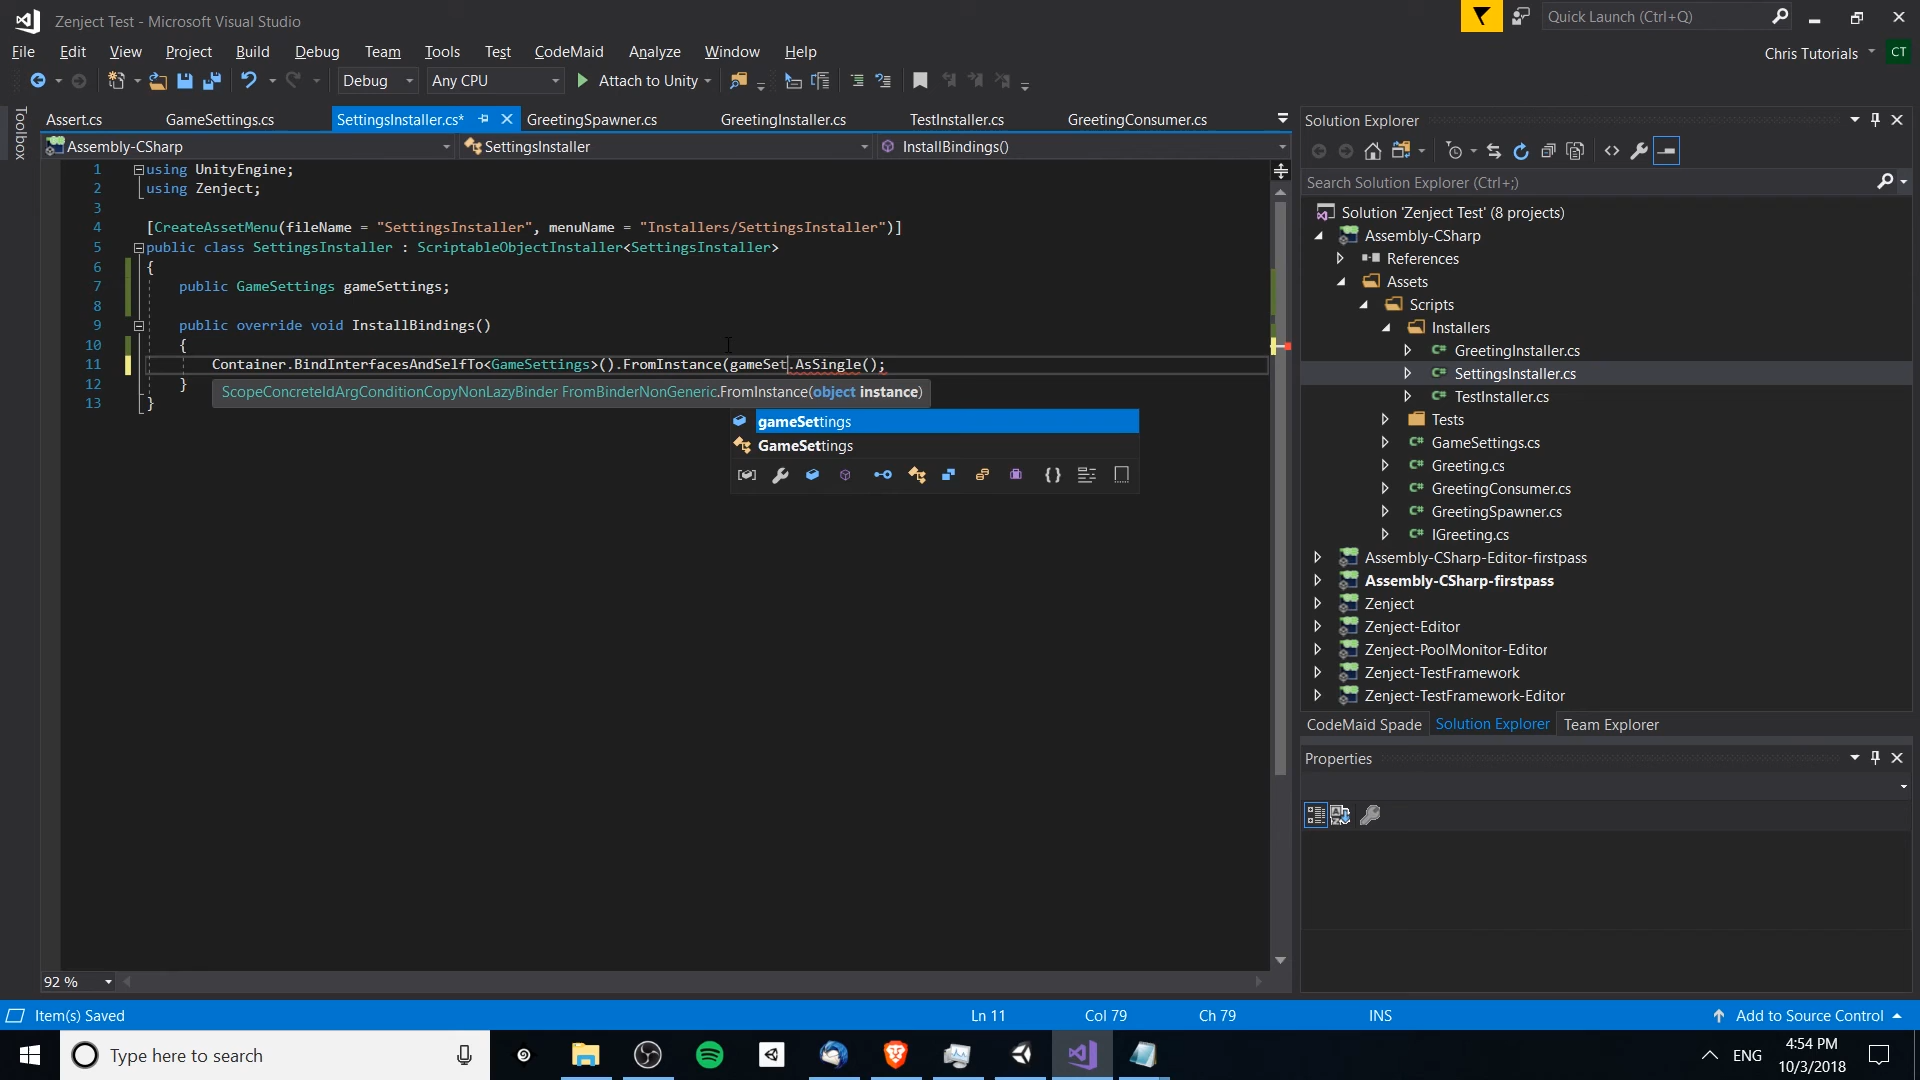 Zenject Test - Microsoft Visual Studio
Quick Launch (Ctrl+Q)
File Edit View Project Build Debug Team Tools Test CodeMaid Analyze Window Help
Chris Tutorials CT
Debug Any CPU Attach to Unity
Toolbox
Assert.cs GameSettings.cs SettingsInstaller.cs* GreetingSpawner.cs GreetingInstaller.cs TestInstaller.cs GreetingConsumer.cs
Assembly-CSharp SettingsInstaller InstallBindings()
1 using UnityEngine;
2 using Zenject;
3
4 [CreateAssetMenu(fileName = "SettingsInstaller", menuName = "Installers/SettingsInstaller")]
5 public class SettingsInstaller : ScriptableObjectInstaller<SettingsInstaller>
6 {
7 public GameSettings gameSettings;
8
9 public override void InstallBindings()
10 {
11 Container.BindInterfacesAndSelfTo<GameSettings>().FromInstance(gameSet.AsSingle();
12 }
13 }
ScopeConcreteIdArgConditionCopyNonLazyBinder FromBinderNonGeneric.FromInstance(object instance)
gameSettings
GameSettings
92 %
Solution Explorer
Search Solution Explorer (Ctrl+;)
Solution 'Zenject Test' (8 projects)
Assembly-CSharp
References
Assets
Scripts
Installers
GreetingInstaller.cs
SettingsInstaller.cs
TestInstaller.cs
Tests
GameSettings.cs
Greeting.cs
GreetingConsumer.cs
GreetingSpawner.cs
IGreeting.cs
Assembly-CSharp-Editor-firstpass
Assembly-CSharp-firstpass
Zenject
Zenject-Editor
Zenject-PoolMonitor-Editor
Zenject-TestFramework
Zenject-TestFramework-Editor
CodeMaid Spade Solution Explorer Team Explorer
Properties
Item(s) Saved Ln 11 Col 79 Ch 79 INS Add to Source Control
Type here to search
ENG
4:54 PM
10/3/2018